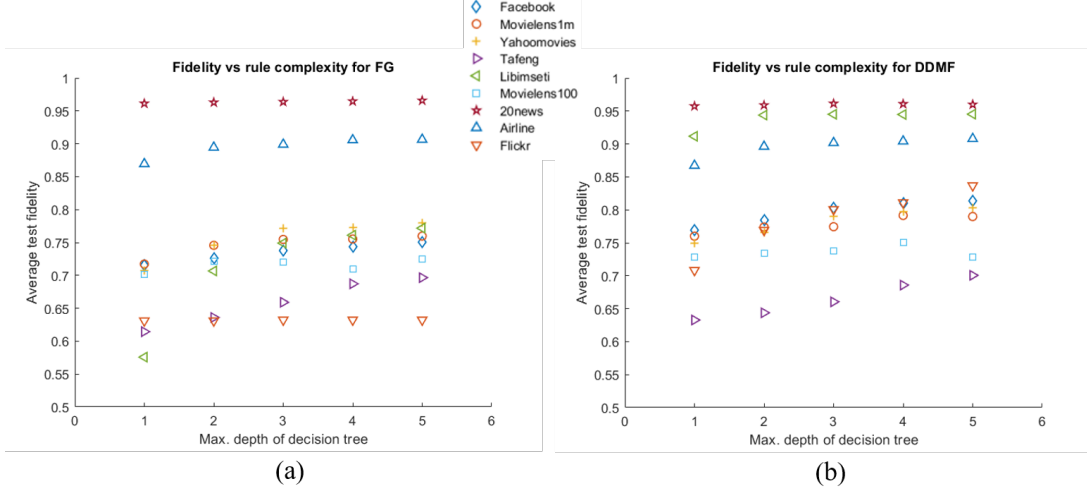 Facebook
Movielens1m
Yahoomovies
Tafeng
Libimseti
Movielens100
20news
Airline
Flickr
Fidelity vs rule complexity for FG
1
0.95
0.9
0.85
0.8
0.75
0.7
0.65
0.6
0.55
0.5
Average test fidelity
0 1 2 3 4 5 6
Max. depth of decision tree
(a)
Fidelity vs rule complexity for DDMF
1
0.95
0.9
0.85
0.8
0.75
0.7
0.65
0.6
0.55
0.5
Average test fidelity
0 1 2 3 4 5 6
Max. depth of decision tree
(b)